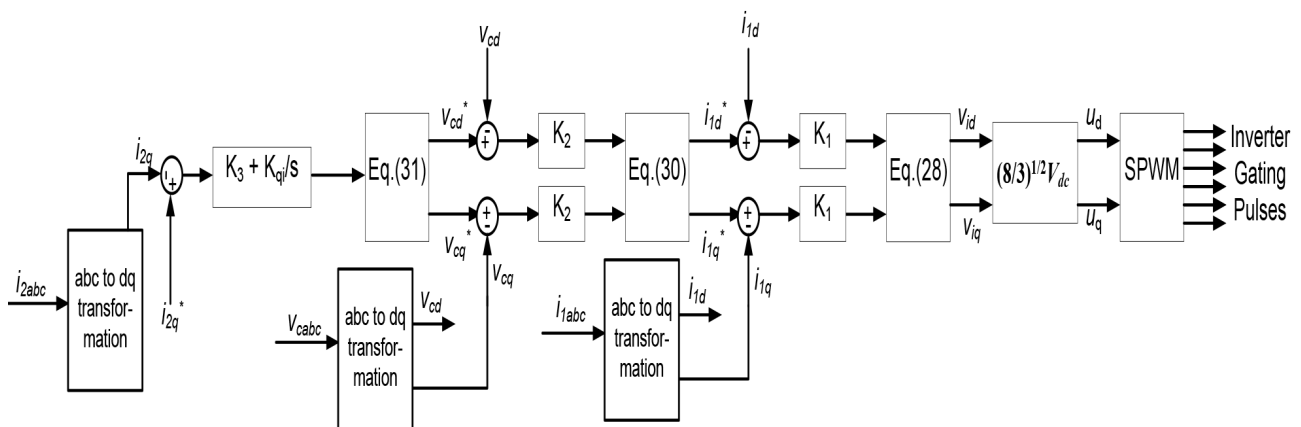 v_cd
i_1d
i_2q
- +
K_3 + K_qi/s
Eq.(31)
v_cd^*
- +
K_2
Eq.(30)
i_1d^*
- +
K_1
Eq.(28)
v_id
(8/3)^1/2 V_dc
u_d
SPWM
Inverter
Gating
Pulses
v_cq^*
+ -
K_2
i_1q^*
+ -
K_1
v_iq
u_q
i_2abc
abc to dq
transfor-
mation
i_2q^*
v_cabc
abc to dq
transfor-
mation
v_cd
v_cq
i_1abc
abc to dq
transfor-
mation
i_1d
i_1q